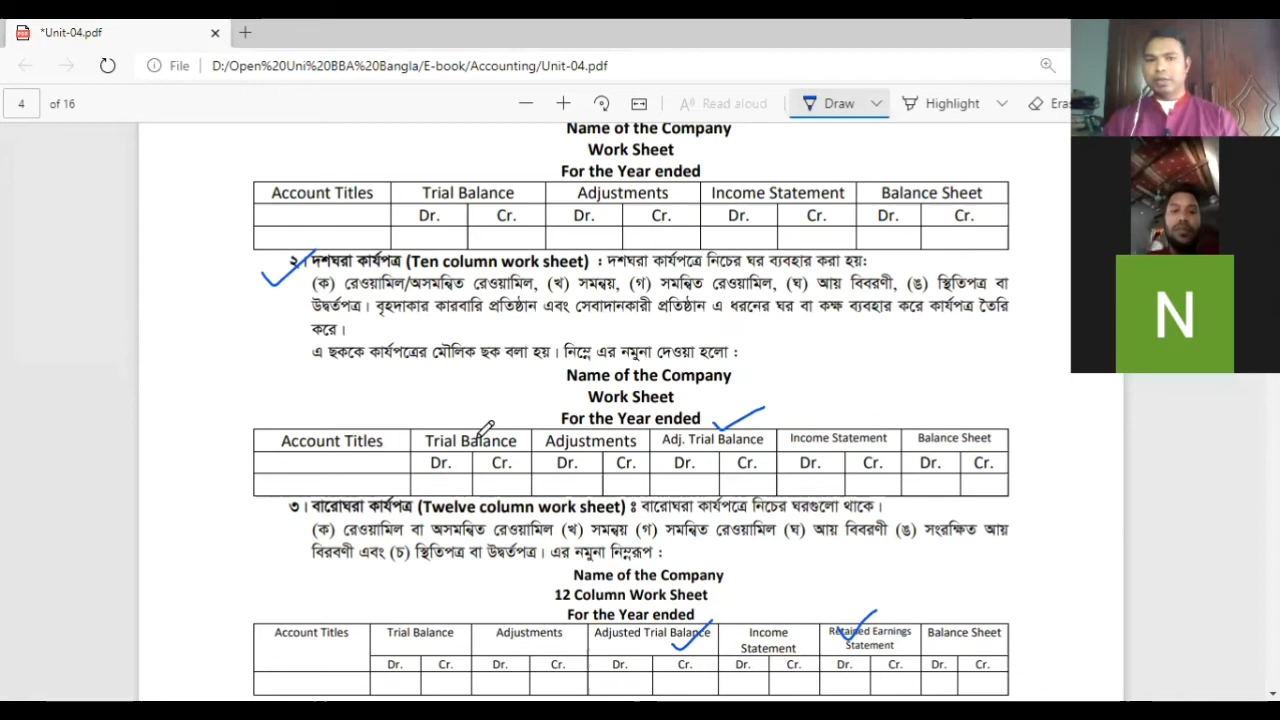 *Unit-04.pdf
File D:/Open%20Uni%20BBA%20Bangla/E-book/Accounting/Unit-04.pdf
4 of 16 Read aloud Draw Highlight
Name of the Company
Work Sheet
For the Year ended
Account Titles Trial Balance Adjustments Income Statement Balance Sheet
Dr. Cr. Dr. Cr. Dr. Cr. Dr. Cr.
২। দশঘরা কার্যপত্র (Ten column work sheet) : দশঘরা কার্যপত্রে নিচের ঘর ব্যবহার করা হয়:
(ক) রেওয়ামিল/অসমন্বিত রেওয়ামিল, (খ) সমন্বয়, (গ) সমন্বিত রেওয়ামিল, (ঘ) আয় বিবরণী, (ঙ) স্থিতিপত্র বা
উদ্বর্তপত্র। বৃহদাকার কারবারি প্রতিষ্ঠান এবং সেবাদানকারী প্রতিষ্ঠান এ ধরনের ঘর বা কক্ষ ব্যবহার করে কার্যপত্র তৈরি
করে।
এ ছককে কার্যপত্রের মৌলিক ছক বলা হয়। নিম্নে এর নমুনা দেওয়া হলো :
Name of the Company
Work Sheet
For the Year ended
Account Titles Trial Balance Adjustments Adj. Trial Balance Income Statement Balance Sheet
Dr. Cr. Dr. Cr. Dr. Cr. Dr. Cr. Dr. Cr.
৩। বারোঘরা কার্যপত্র (Twelve column work sheet) : বারোঘরা কার্যপত্রে নিচের ঘরগুলো থাকে।
(ক) রেওয়ামিল বা অসমন্বিত রেওয়ামিল (খ) সমন্বয় (গ) সমন্বিত রেওয়ামিল (ঘ) আয় বিবরণী (ঙ) সংরক্ষিত আয়
বিরবণী এবং (চ) স্থিতিপত্র বা উদ্বর্তপত্র। এর নমুনা নিম্নরূপ :
Name of the Company
12 Column Work Sheet
For the Year ended
Account Titles Trial Balance Adjustments Adjusted Trial Balance Income Retained Earnings Balance Sheet
Statement Statement
Dr. Cr. Dr. Cr. Dr. Cr. Dr. Cr. Dr. Cr. Dr. Cr.
N